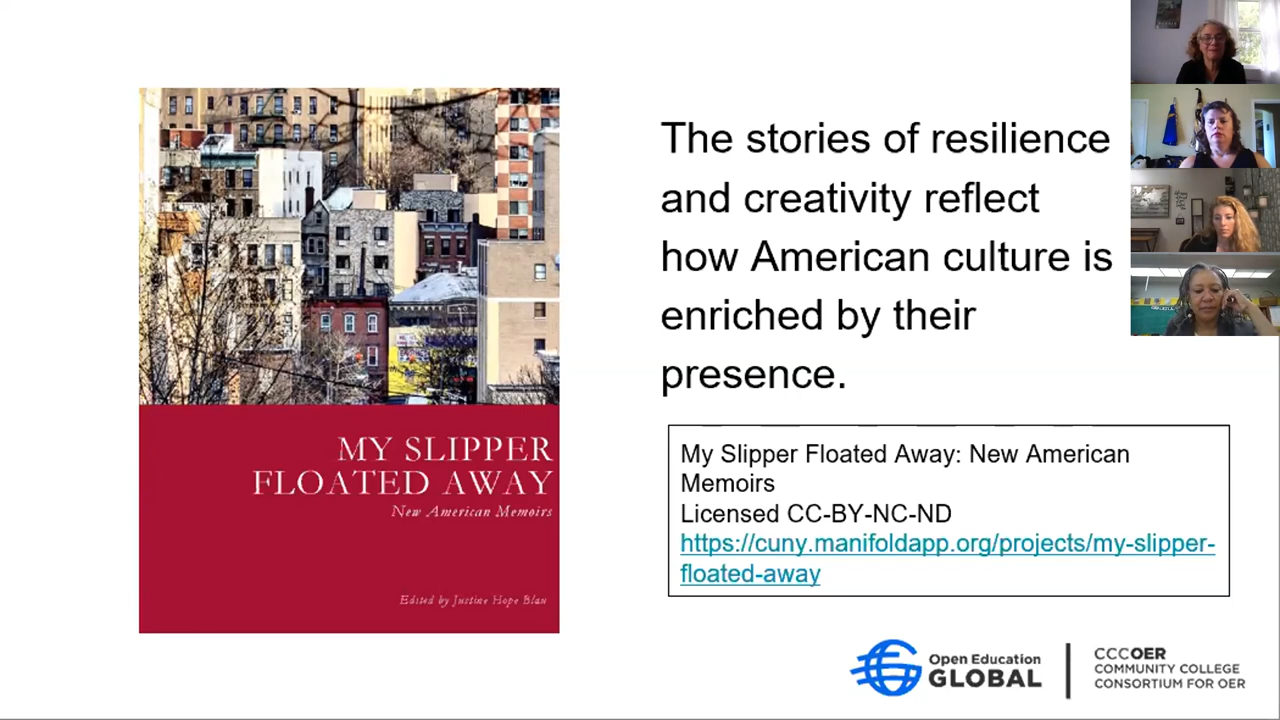 The stories of resilience
and creativity reflect
how American culture is
enriched by their
presence.
MY SLIPPER
FLOATED AWAY
New American Memoirs
Edited by Justine Hope Blau
My Slipper Floated Away: New American
Memoirs
Licensed CC-BY-NC-ND
https://cuny.manifoldapp.org/projects/my-slipper-
floated-away
Open Education
GLOBAL
CCCOER
COMMUNITY COLLEGE
CONSORTIUM FOR OER